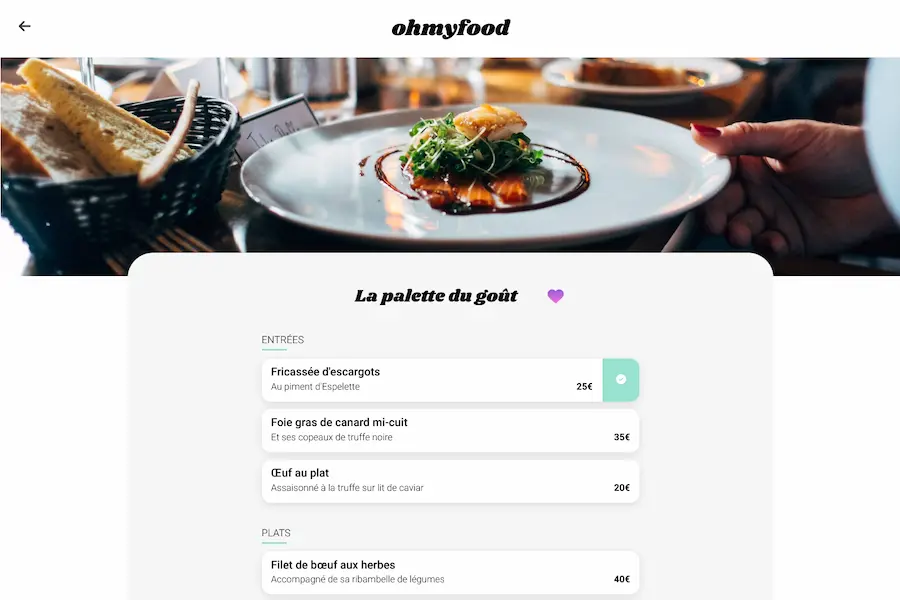 ohmyfood
La palette du goût
ENTRÉES
Fricassée d'escargots
Au piment d'Espelette
25€
Foie gras de canard mi-cuit
Et ses copeaux de truffe noire
35€
Œuf au plat
Assaisonné à la truffe sur lit de caviar
20€
PLATS
Filet de bœuf aux herbes
Accompagné de sa ribambelle de légumes
40€